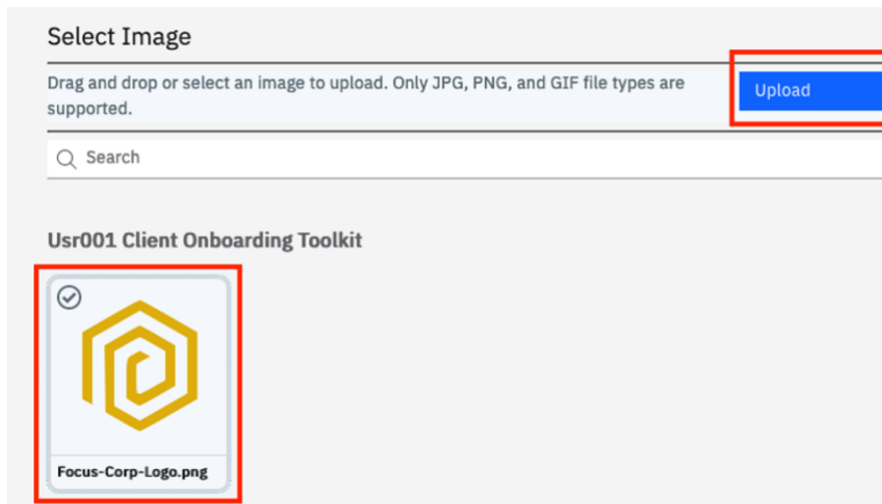 Select Image
Drag and drop or select an image to upload. Only JPG, PNG, and GIF file types are
supported.
Upload
Search
Usr001 Client Onboarding Toolkit
Focus-Corp-Logo.png